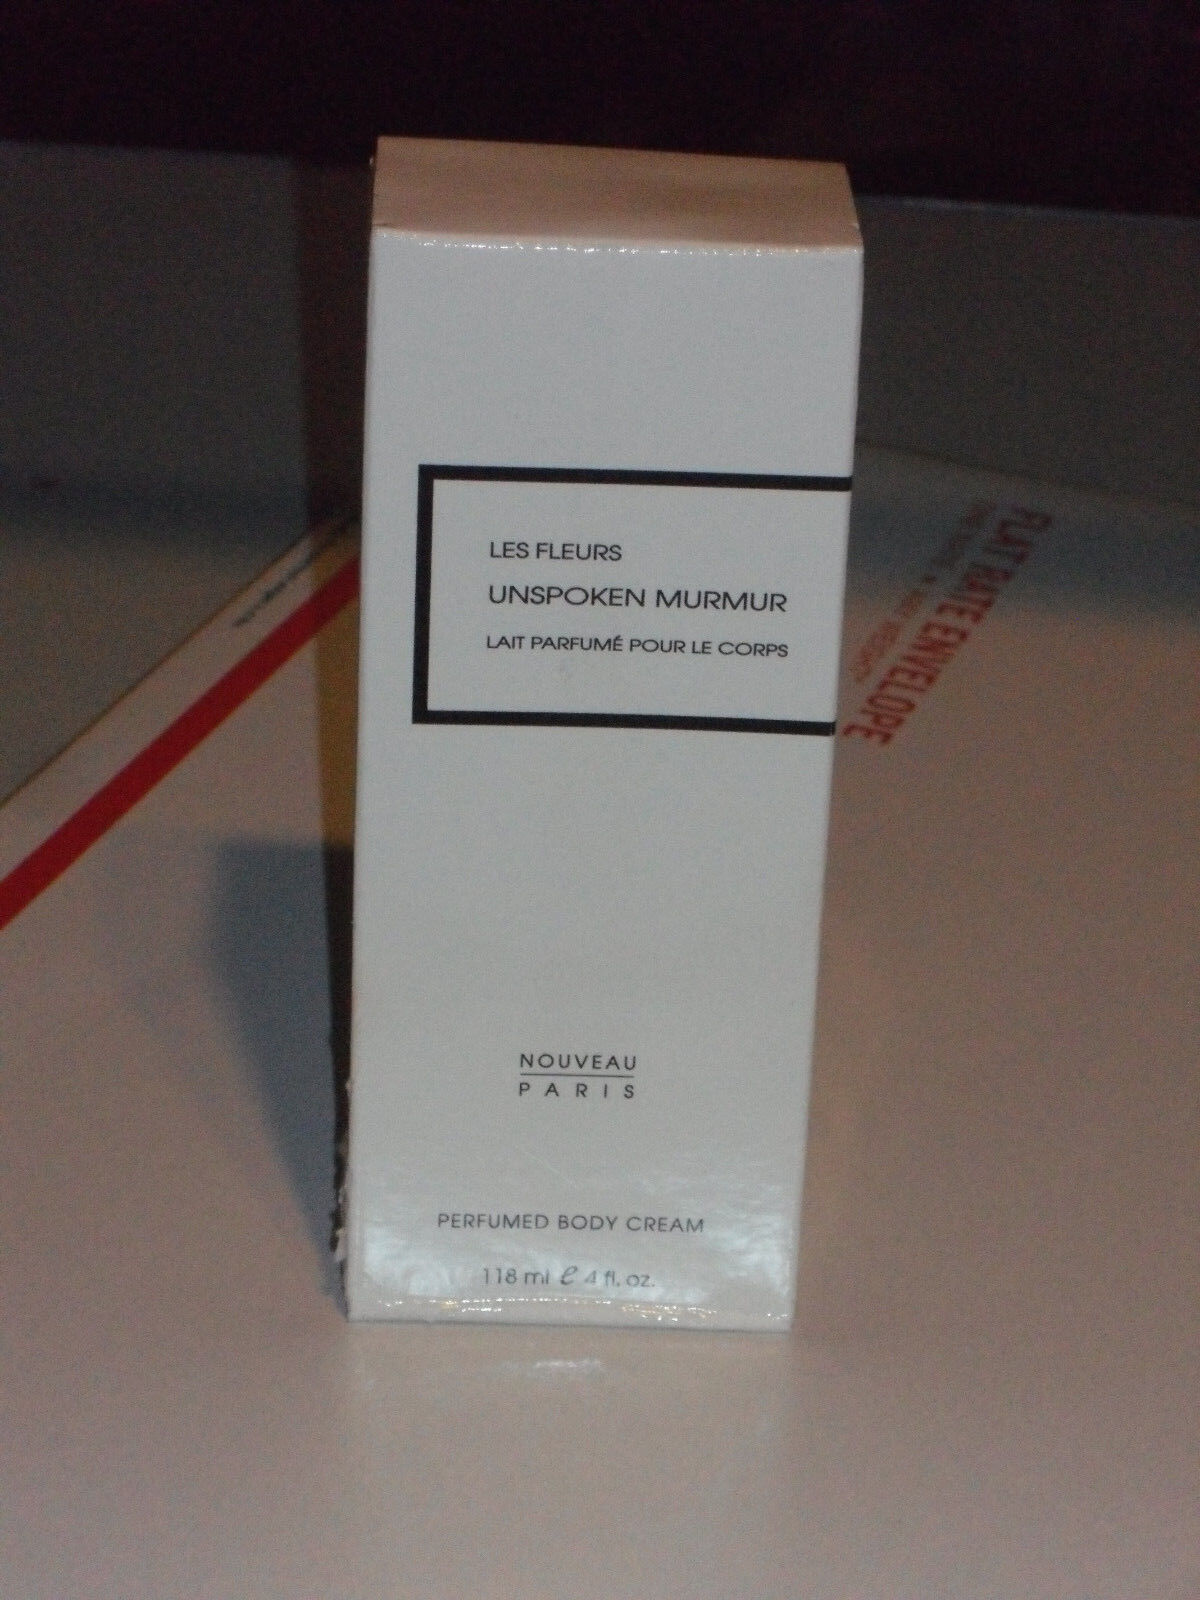 LES FLEURS
UNSPOKEN MURMUR
LAIT PARFUMÉ POUR LE CORPS
NOUVEAU
PARIS
PERFUMED BODY CREAM
118 ml e 4 fl. oz.
FLAT RATE ENVELOPE